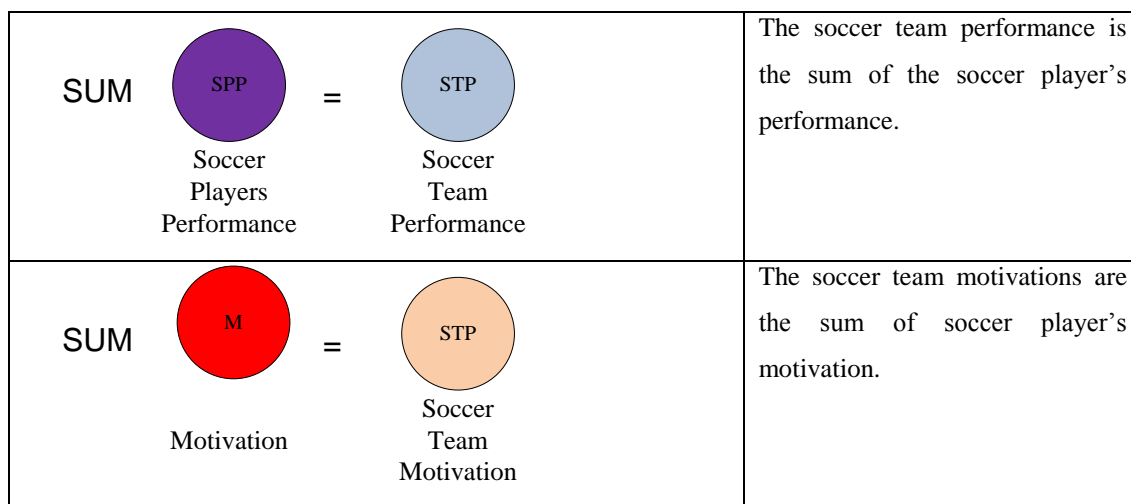 SUM SPP = STP
Soccer Players Performance
Soccer Team Performance
The soccer team performance is
the sum of the soccer player's
performance.
SUM M = STP
Motivation
Soccer Team Motivation
The soccer team motivations are
the sum of soccer player's
motivation.